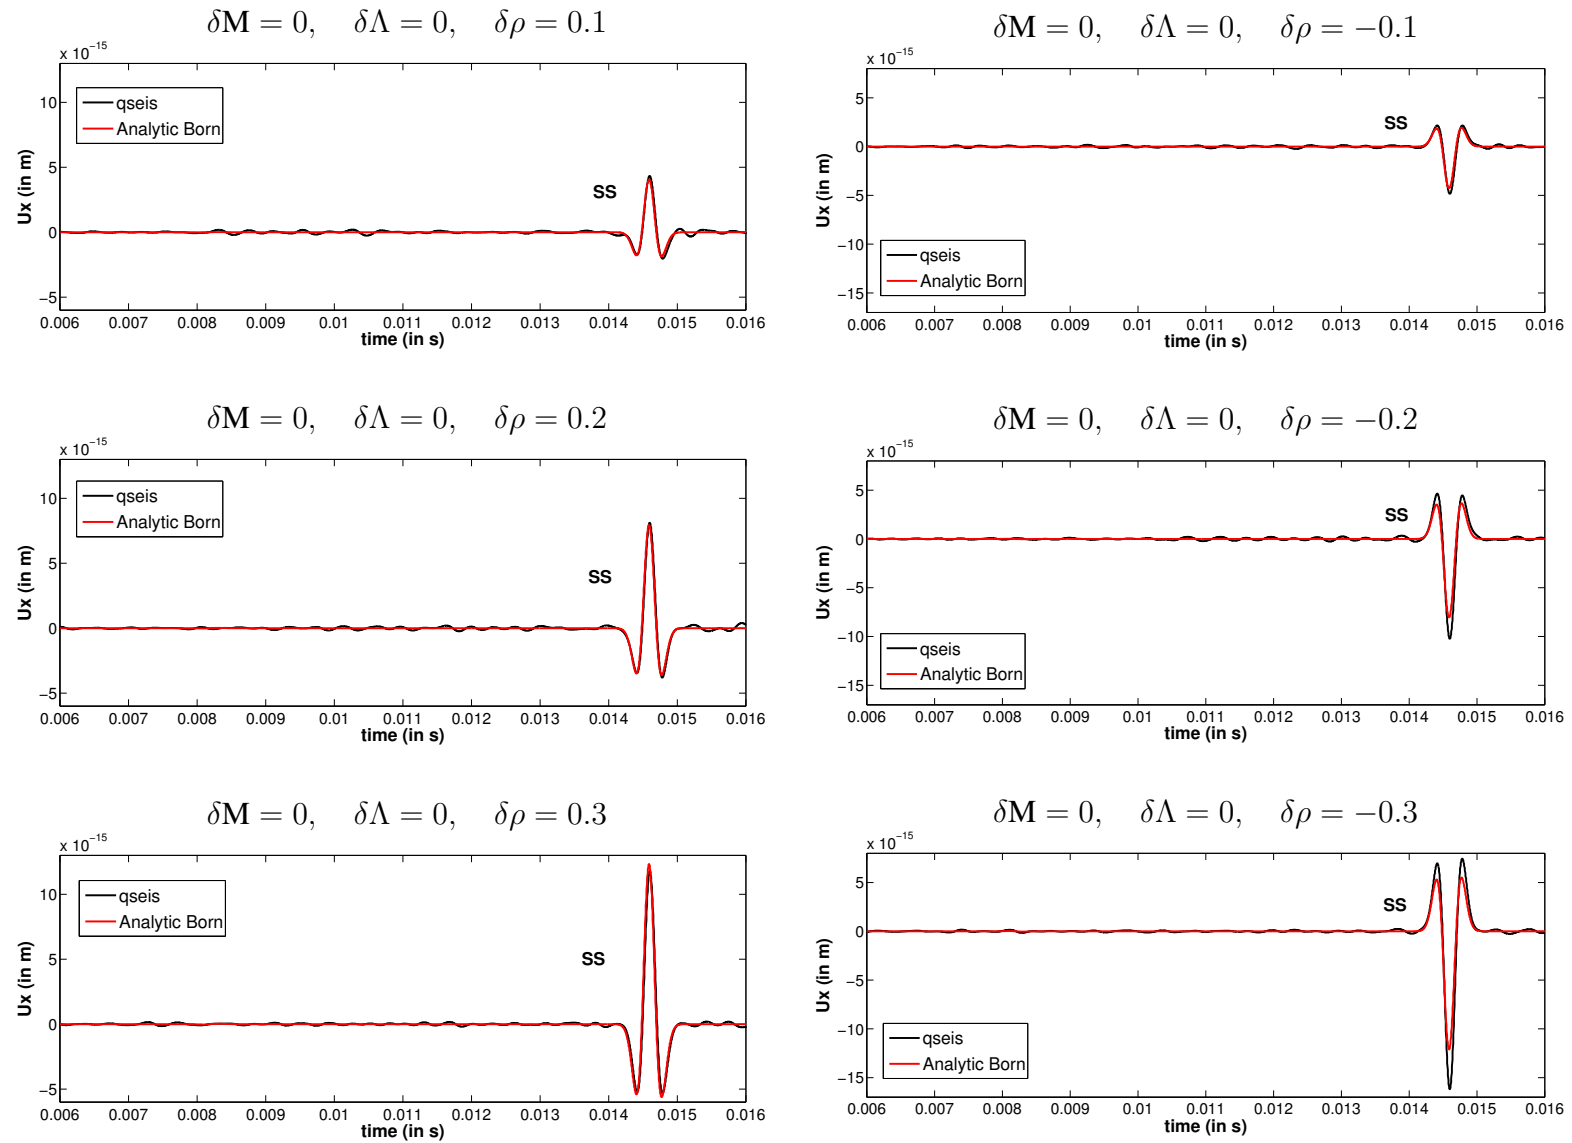 δM = 0, δΛ = 0, δρ = 0.1
x 10⁻¹⁵
10
5
0
−5
Ux (in m)
qseis
Analytic Born
SS
0.006 0.007 0.008 0.009 0.01 0.011 0.012 0.013 0.014 0.015 0.016
time (in s)
δM = 0, δΛ = 0, δρ = −0.1
x 10⁻¹⁵
5
0
−5
−10
−15
Ux (in m)
SS
qseis
Analytic Born
0.006 0.007 0.008 0.009 0.01 0.011 0.012 0.013 0.014 0.015 0.016
time (in s)
δM = 0, δΛ = 0, δρ = 0.2
x 10⁻¹⁵
10
5
0
−5
Ux (in m)
qseis
Analytic Born
SS
0.006 0.007 0.008 0.009 0.01 0.011 0.012 0.013 0.014 0.015 0.016
time (in s)
δM = 0, δΛ = 0, δρ = −0.2
x 10⁻¹⁵
5
0
−5
−10
−15
Ux (in m)
SS
qseis
Analytic Born
0.006 0.007 0.008 0.009 0.01 0.011 0.012 0.013 0.014 0.015 0.016
time (in s)
δM = 0, δΛ = 0, δρ = 0.3
x 10⁻¹⁵
10
5
0
−5
Ux (in m)
qseis
Analytic Born
SS
0.006 0.007 0.008 0.009 0.01 0.011 0.012 0.013 0.014 0.015 0.016
time (in s)
δM = 0, δΛ = 0, δρ = −0.3
x 10⁻¹⁵
5
0
−5
−10
−15
Ux (in m)
SS
qseis
Analytic Born
0.006 0.007 0.008 0.009 0.01 0.011 0.012 0.013 0.014 0.015 0.016
time (in s)